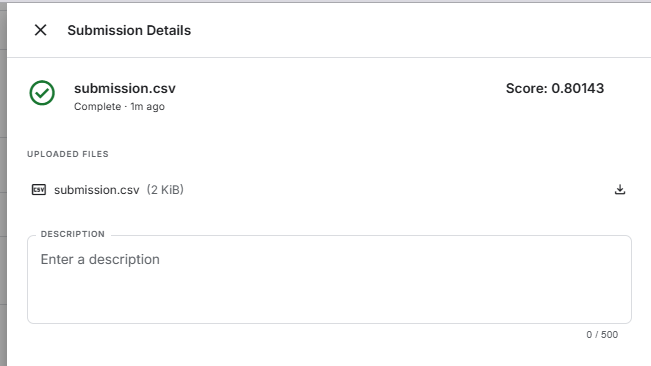 Submission Details
submission.csv
Score: 0.80143
Complete · 1m ago
UPLOADED FILES
CSV submission.csv (2 KiB)
DESCRIPTION
Enter a description
0 / 500